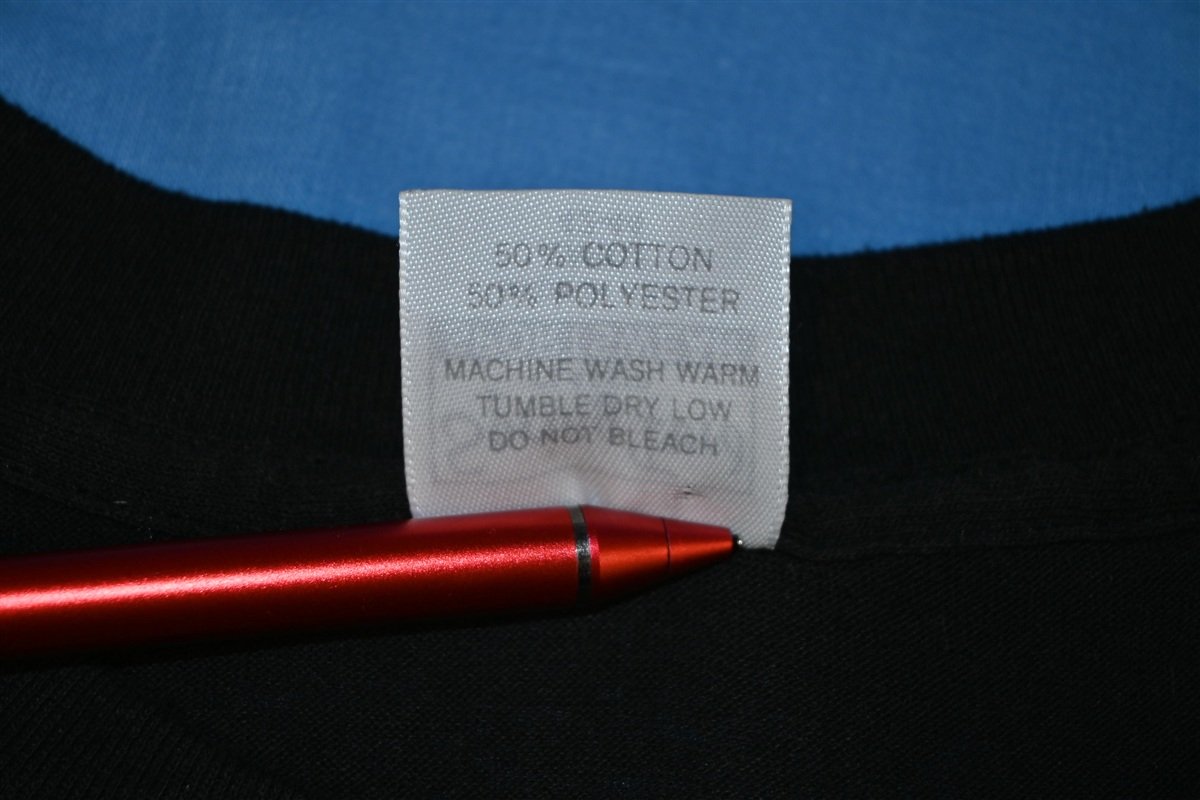 50% COTTON
50% POLYESTER
MACHINE WASH WARM
TUMBLE DRY LOW
DO NOT BLEACH